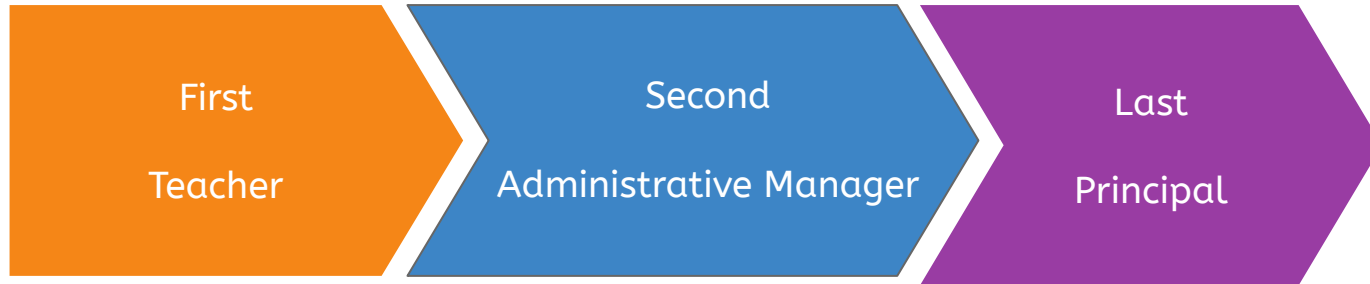 First
Teacher
Second
Administrative Manager
Last
Principal